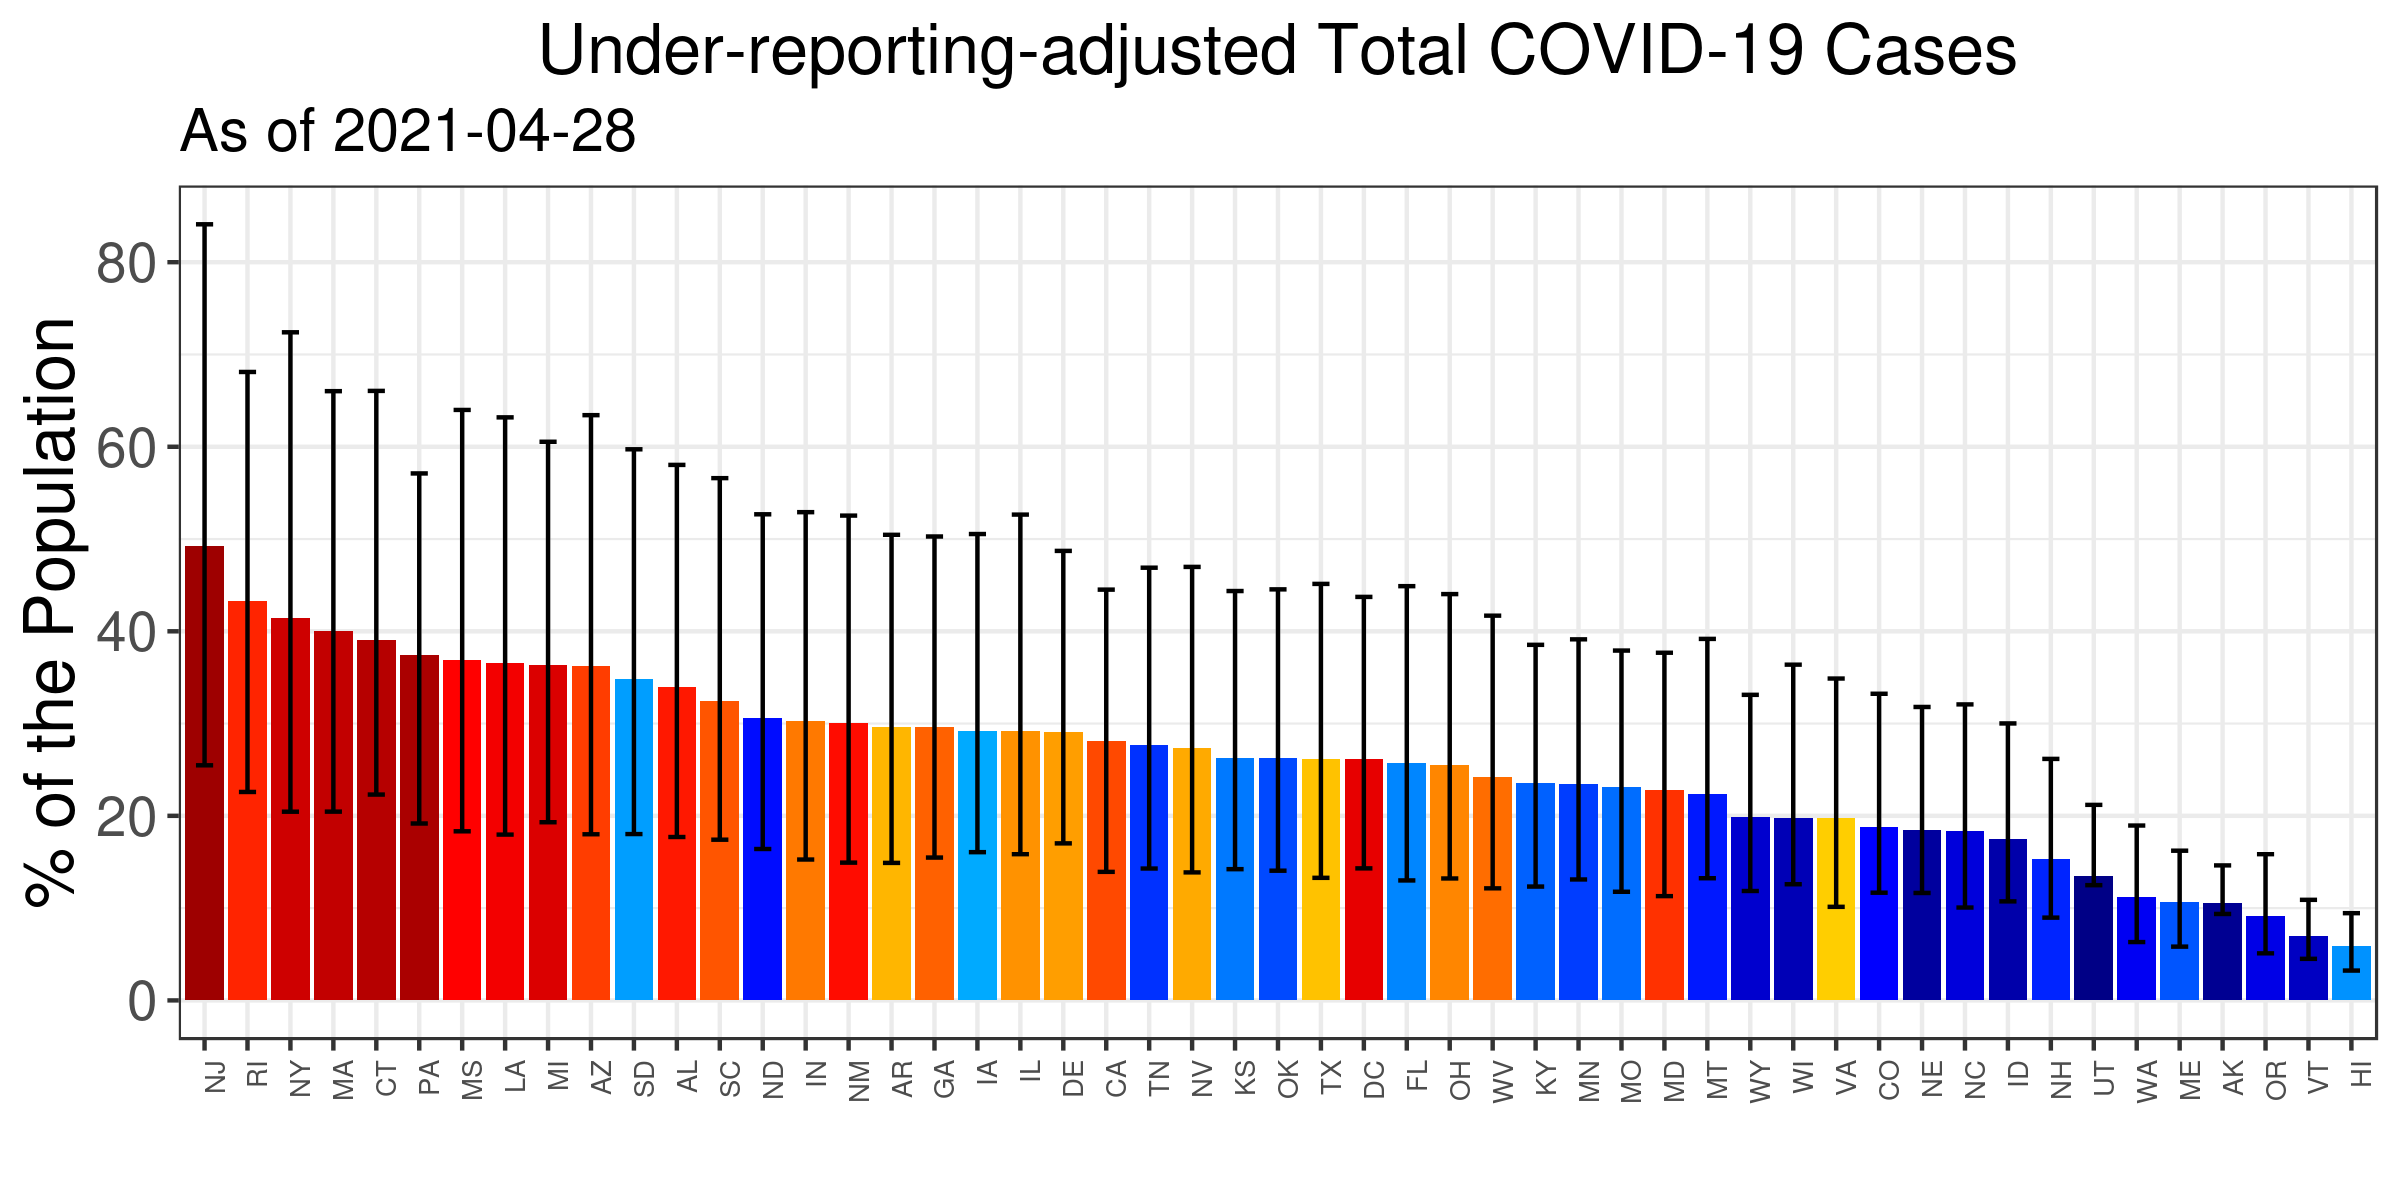 Under-reporting-adjusted Total COVID-19 Cases
As of 2021-04-28
% of the Population
80
60
40
20
0
NJ RI NY MA CT PA MS LA MI AZ SD AL SC ND IN NM AR GA IA IL DE CA TN NV KS OK TX DC FL OH WV KY MN MO MD MT WY WI VA CO NE NC ID NH UT WA ME AK OR VT HI